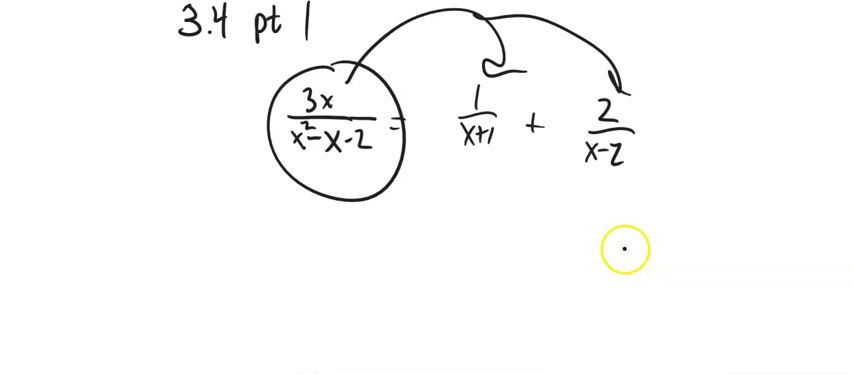 3.4 pt 1
3x/(x²-x-2) = 1/(x+1) + 2/(x-2)